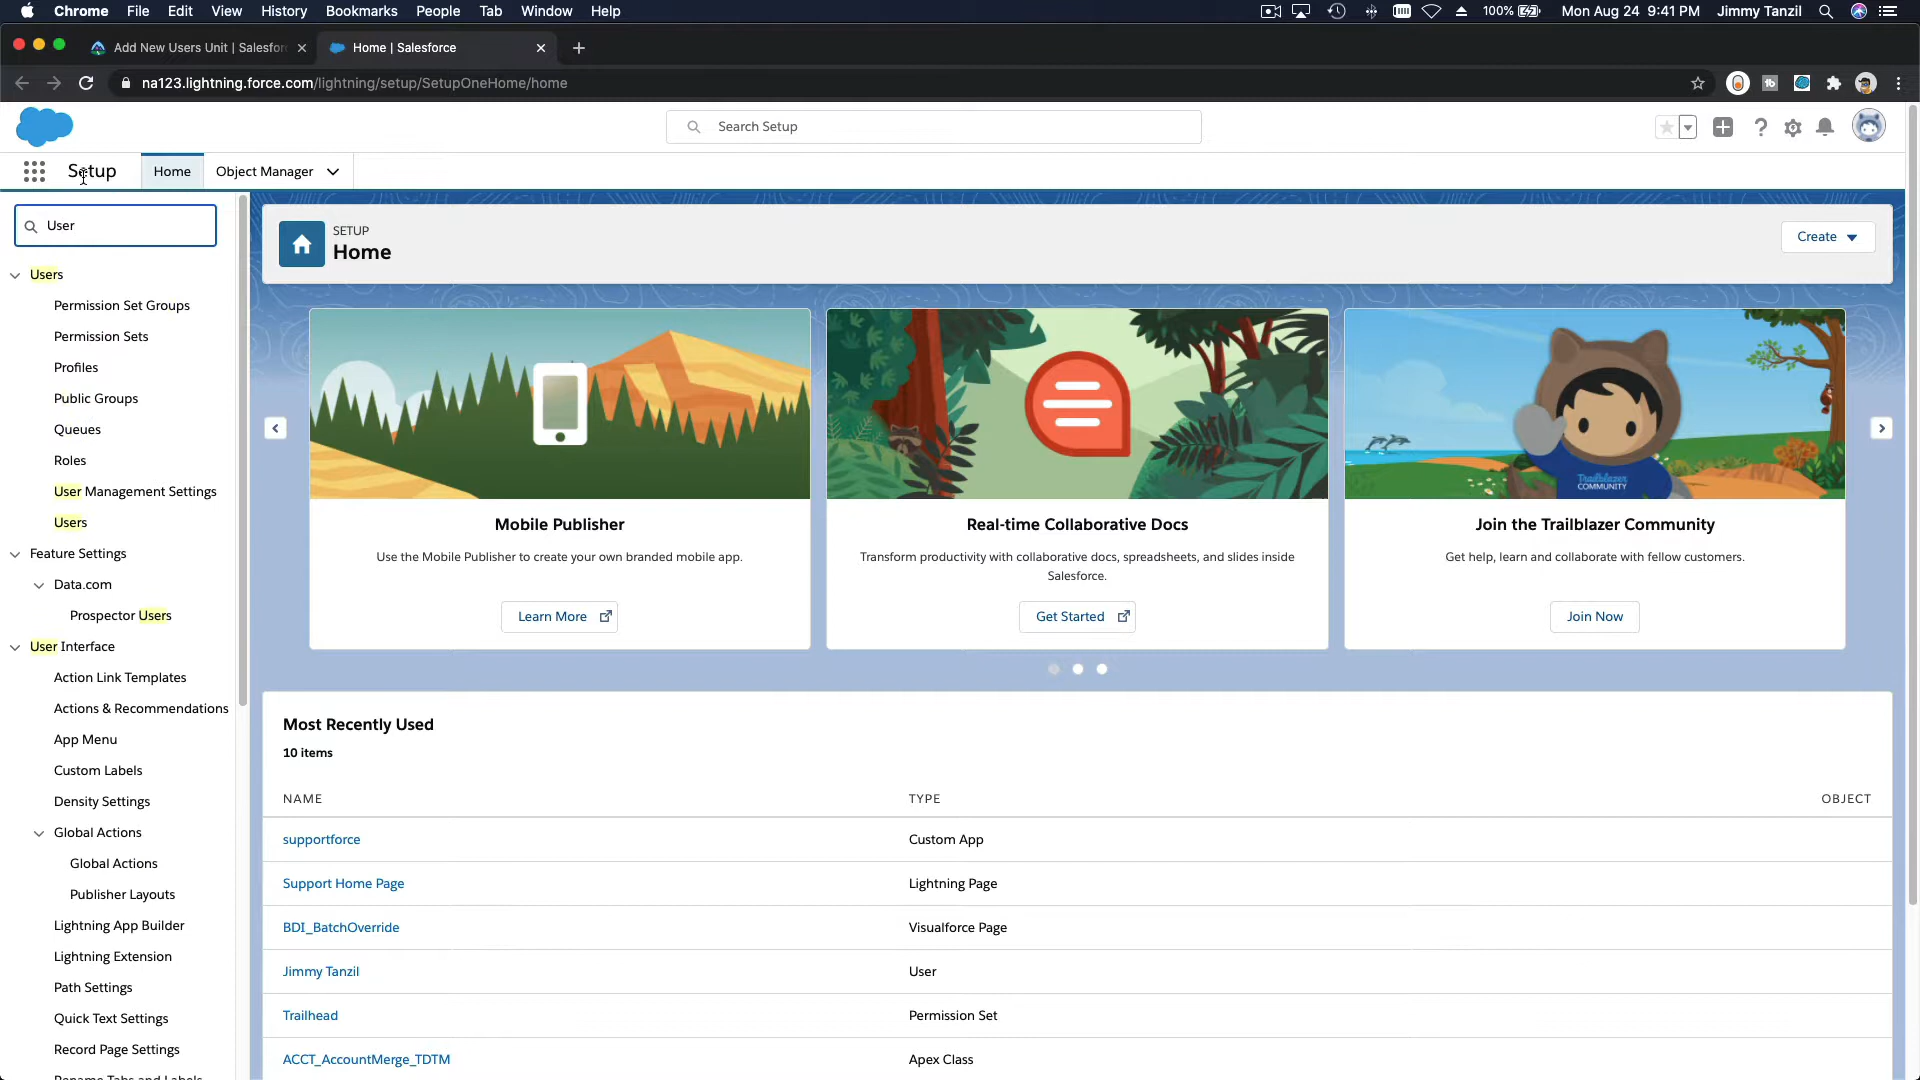 Chrome File Edit View History Bookmarks People Tab Window Help
100% Mon Aug 24 9:41 PM Jimmy Tanzil
Add New Users Unit | Salesfor
Home | Salesforce
na123.lightning.force.com/lightning/setup/SetupOneHome/home
Search Setup
Setup
Home
Object Manager
User
Users
Permission Set Groups
Permission Sets
Profiles
Public Groups
Queues
Roles
User Management Settings
Users
Feature Settings
Data.com
Prospector Users
User Interface
Action Link Templates
Actions & Recommendations
App Menu
Custom Labels
Density Settings
Global Actions
Global Actions
Publisher Layouts
Lightning App Builder
Lightning Extension
Path Settings
Quick Text Settings
Record Page Settings
Rename Tabs and Labels
SETUP
Home
Create
Mobile Publisher
Use the Mobile Publisher to create your own branded mobile app.
Learn More
Real-time Collaborative Docs
Transform productivity with collaborative docs, spreadsheets, and slides inside
Salesforce.
Get Started
Trailblazer
COMMUNITY
Join the Trailblazer Community
Get help, learn and collaborate with fellow customers.
Join Now
Most Recently Used
10 items
NAME TYPE OBJECT
supportforce Custom App
Support Home Page Lightning Page
BDI_BatchOverride Visualforce Page
Jimmy Tanzil User
Trailhead Permission Set
ACCT_AccountMerge_TDTM Apex Class